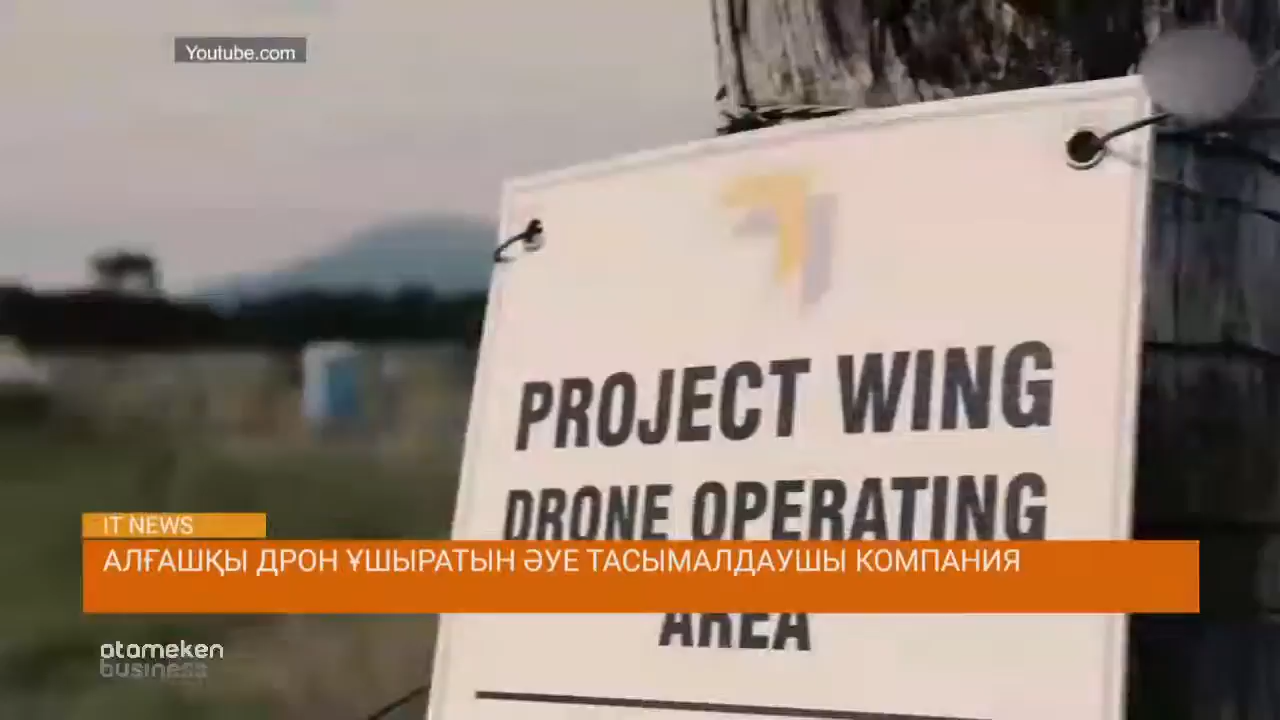 Youtube.com
PROJECT WING
DRONE OPERATING
AREA
IT NEWS
АЛҒАШҚЫ ДРОН ҰШЫРАТЫН ӘУЕ ТАСЫМАЛДАУШЫ КОМПАНИЯ
atameken
business